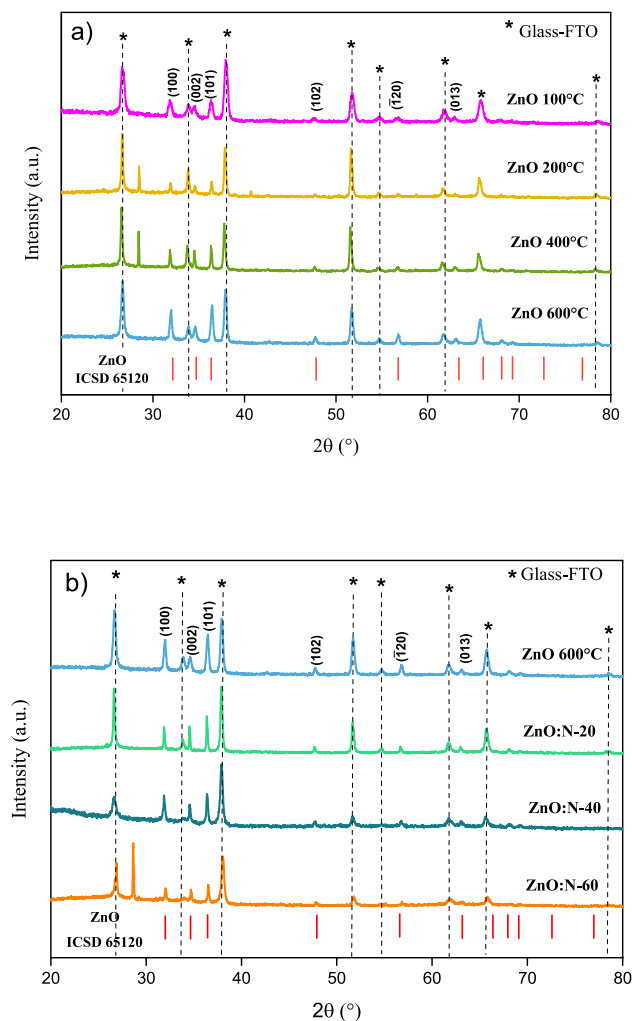 a)
* Glass-FTO
* * * * * * * *
(100) (002) (101) (102) (1̅20) (013)
ZnO 100°C
ZnO 200°C
ZnO 400°C
ZnO 600°C
Intensity (a.u.)
ZnO
ICSD 65120
20 30 40 50 60 70 80
2θ (°)
b)
* Glass-FTO
* * * * * * * *
(100) (002) (101) (102) (1̅20) (013)
ZnO 600°C
ZnO:N-20
ZnO:N-40
ZnO:N-60
Intensity (a.u.)
ZnO
ICSD 65120
20 30 40 50 60 70 80
2θ (°)